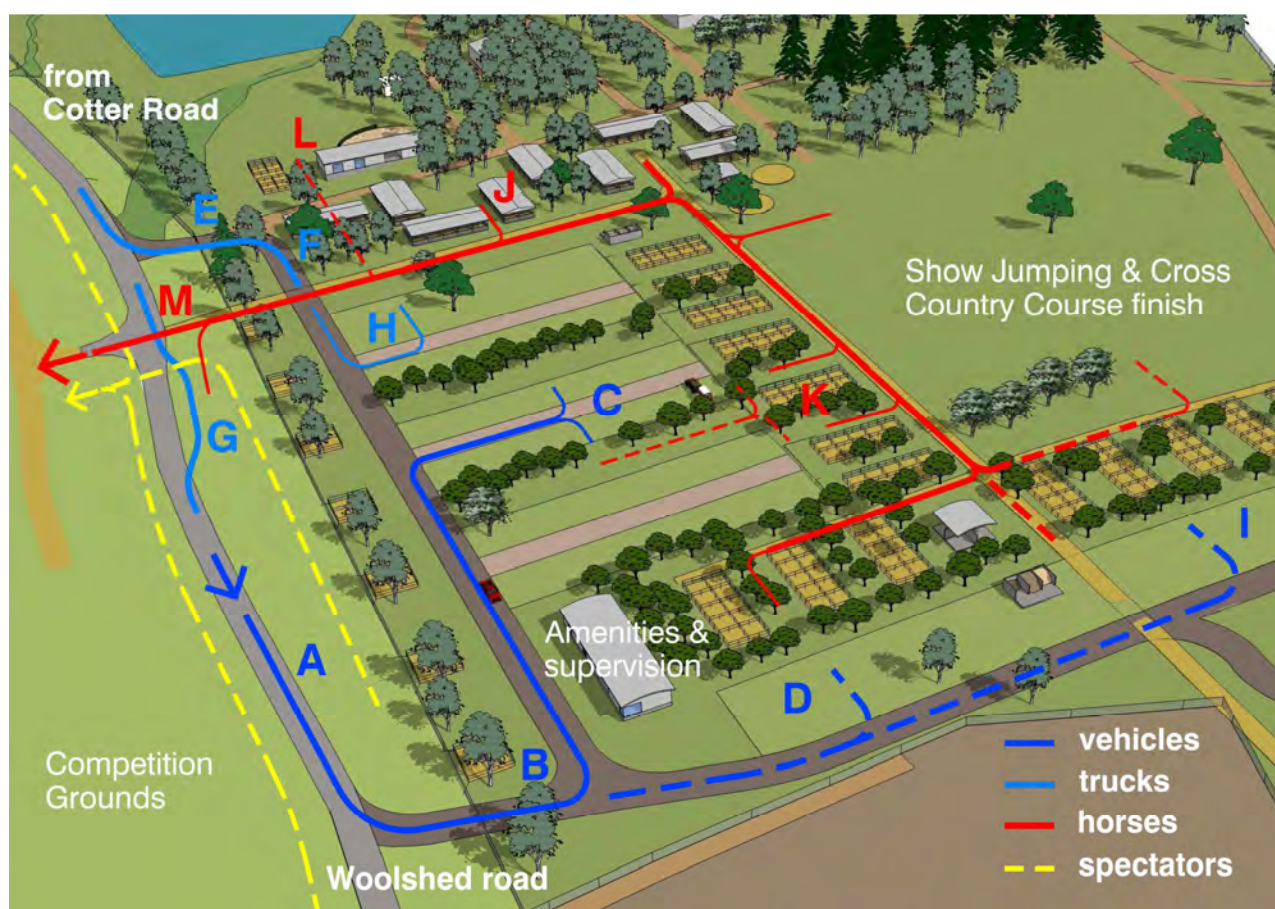 from
Cotter Road
L
J
E
F
Show Jumping & Cross
Country Course finish
M
H
C
K
G
I
Amenities &
supervision
A
D
Competition
Grounds
B
Woolshed road
vehicles
trucks
horses
spectators